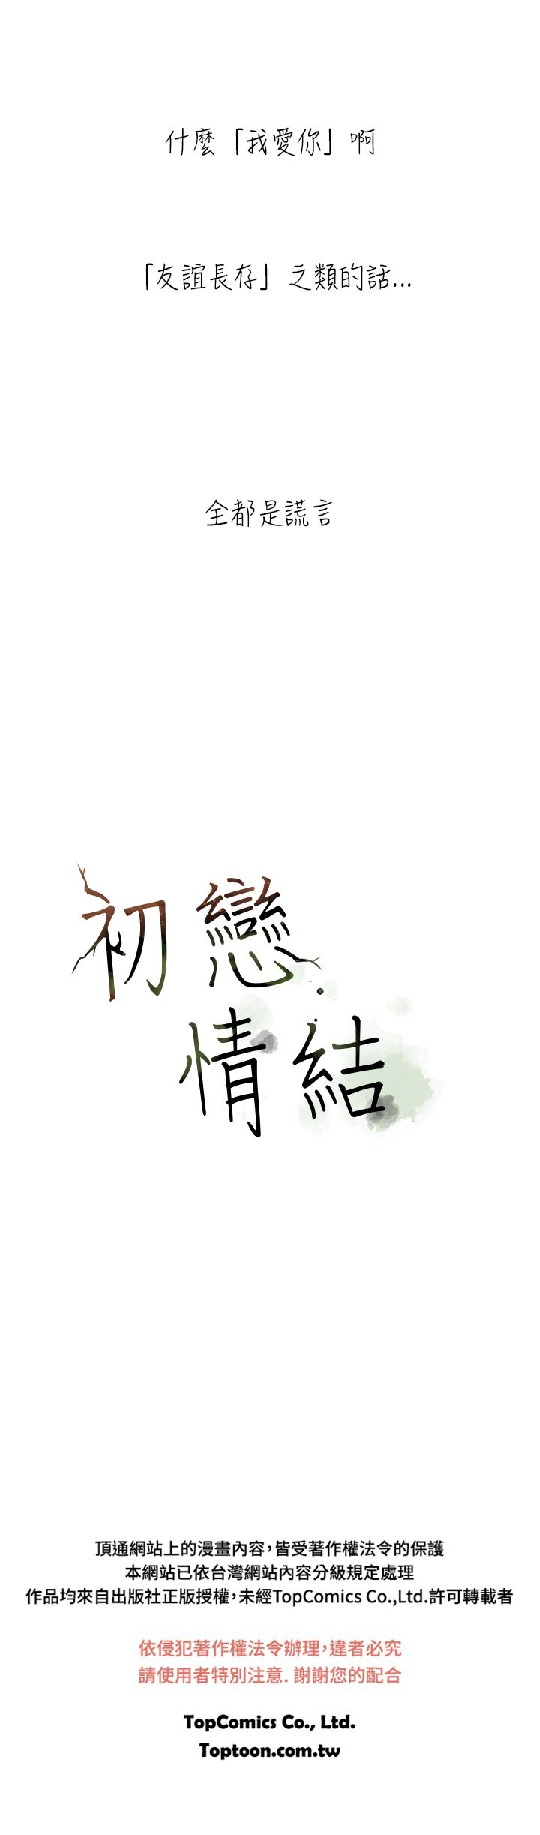 什麼「我愛你」啊
「友誼長存」之類的話...
全都是謊言
初戀.
情結
頂通網站上的漫畫內容，皆受著作權法令的保護
本網站已依台灣網站內容分級規定處理
作品均來自出版社正版授權，未經TopComics Co.,Ltd.許可轉載者
依侵犯著作權法令辦理，違者必究
請使用者特別注意. 謝謝您的配合
TopComics Co., Ltd.
Toptoon.com.tw